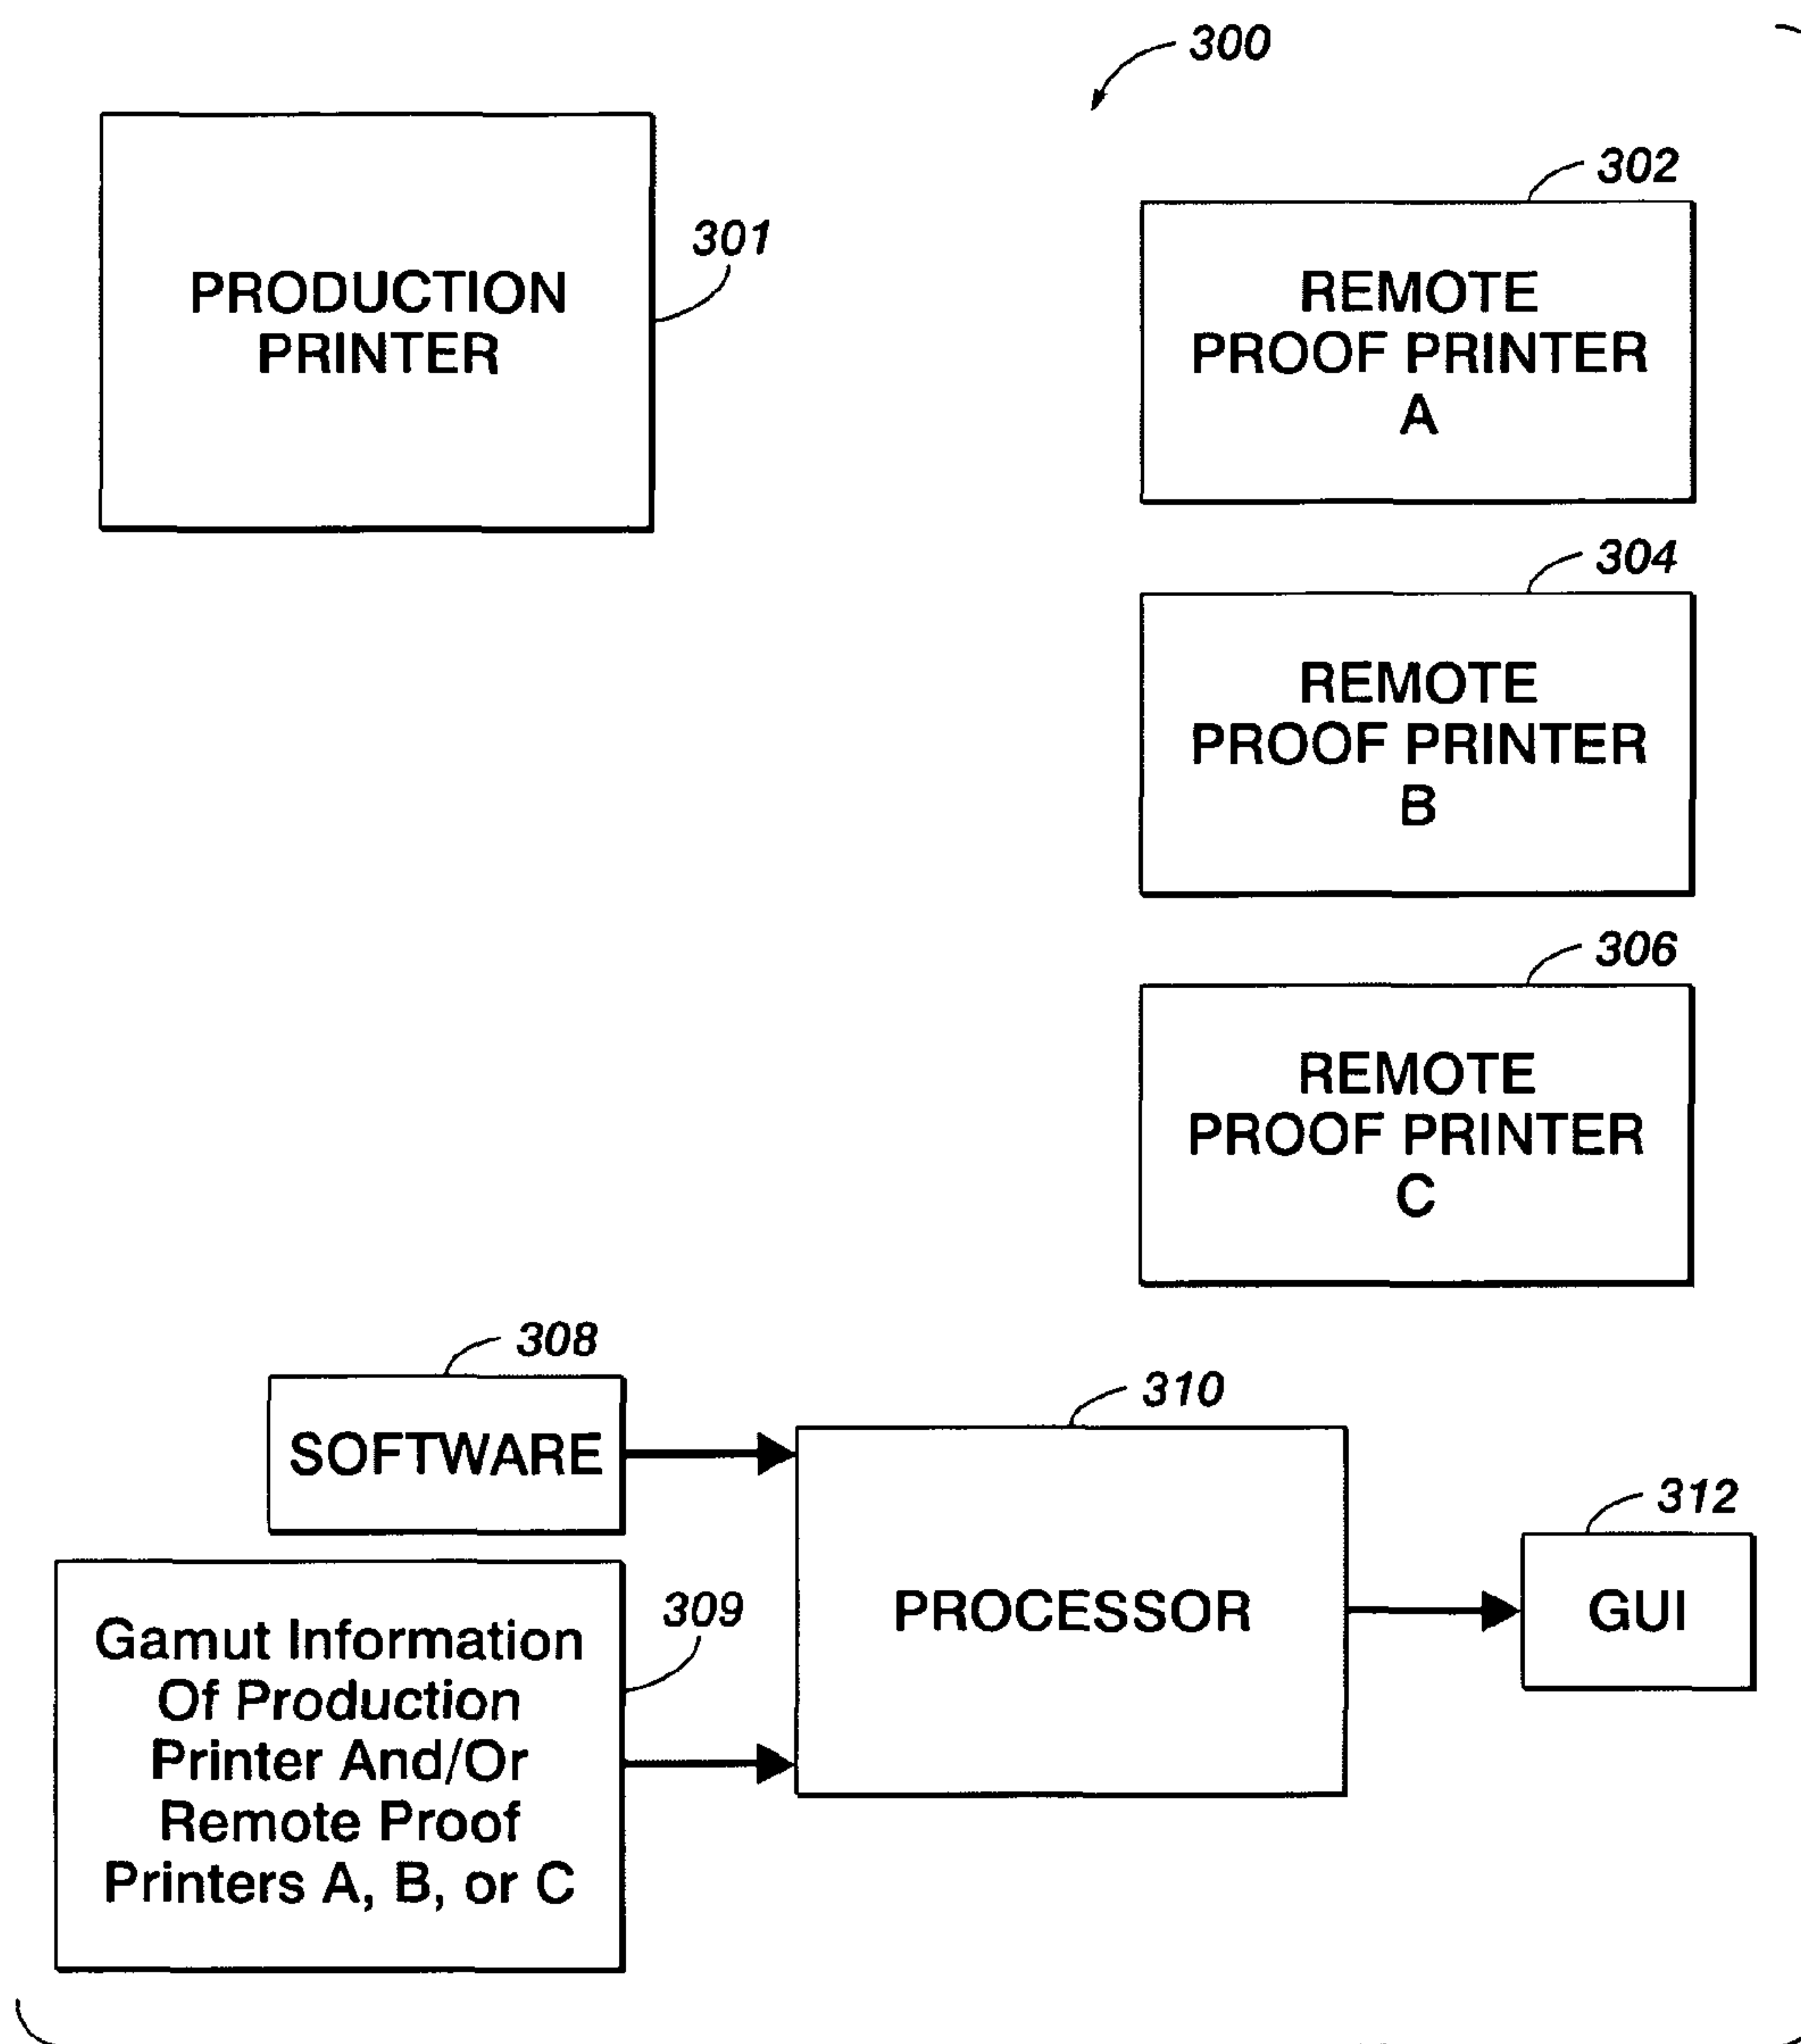 300
PRODUCTION
PRINTER
301
302
REMOTE
PROOF PRINTER
A
304
REMOTE
PROOF PRINTER
B
306
REMOTE
PROOF PRINTER
C
308
SOFTWARE
309
Gamut Information
Of Production
Printer And/Or
Remote Proof
Printers A, B, or C
310
PROCESSOR
312
GUI